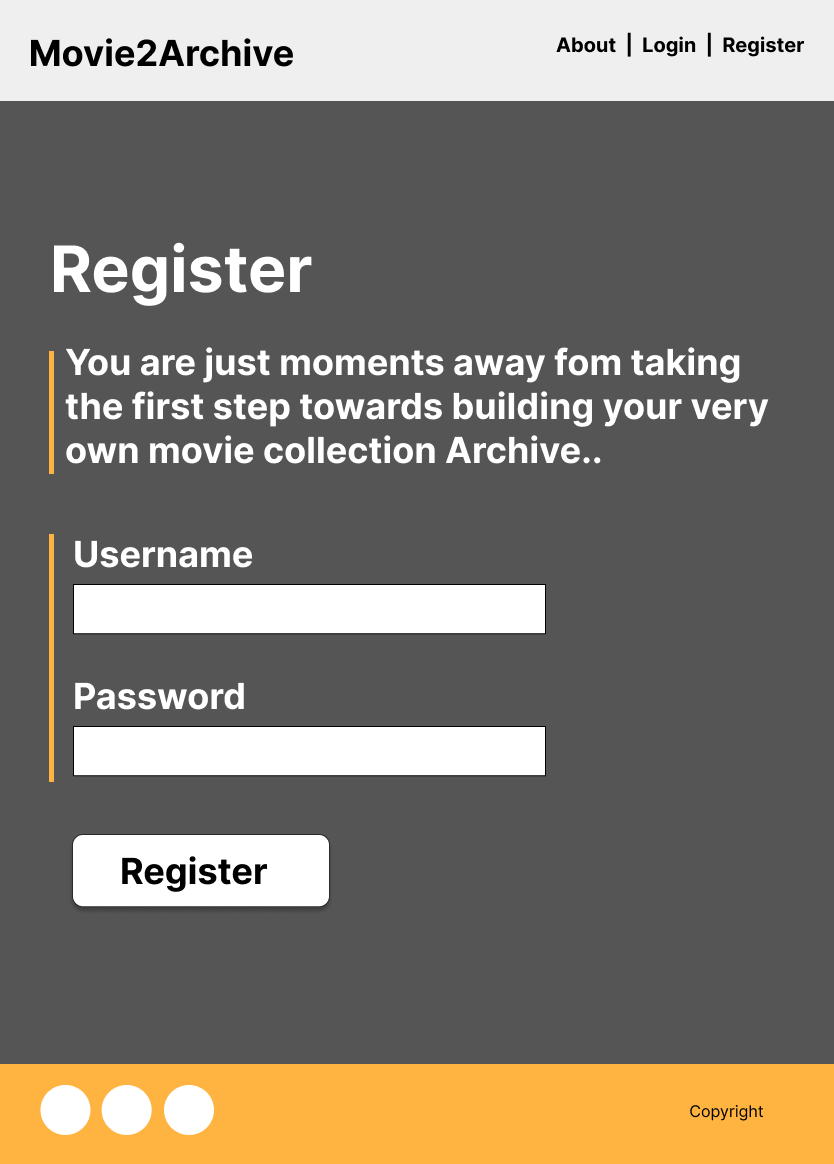 Movie2Archive
About | Login | Register
Register
You are just moments away fom taking
the first step towards building your very
own movie collection Archive..
Username
Password
Register
Copyright